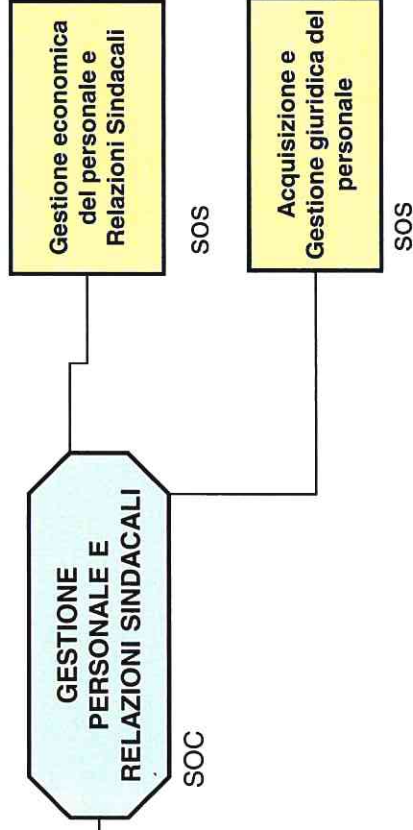 GESTIONE
PERSONALE E
RELAZIONI SINDACALI
SOC
Gestione economica
del personale e
Relazioni Sindacali
SOS
Acquisizione e
Gestione giuridica del
personale
SOS